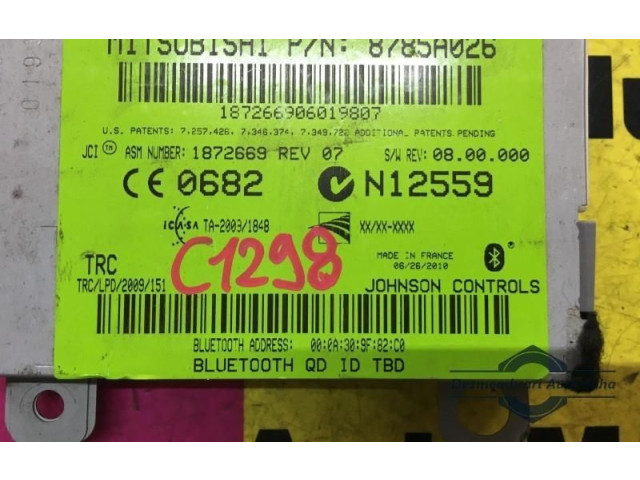 MITSUBISHI P/N: 8785A026
187266906019807
U.S. PATENTS: 7,257,426, 7,346,374, 7,349,722 ADDITIONAL PATENTS PENDING
JCI TM ASM NUMBER: 1872669 REV 07 S/W REV: 08.00.000
CE 0682 N12559
ICASA TA-2003/1848 XX/XX-XXXX
C1298
MADE IN FRANCE
06/26/2010
TRC
TRC/LPD/2009/151
JOHNSON CONTROLS
BLUETOOTH ADDRESS: 00:0A:30:9F:82:C0
BLUETOOTH QD ID TBD
019